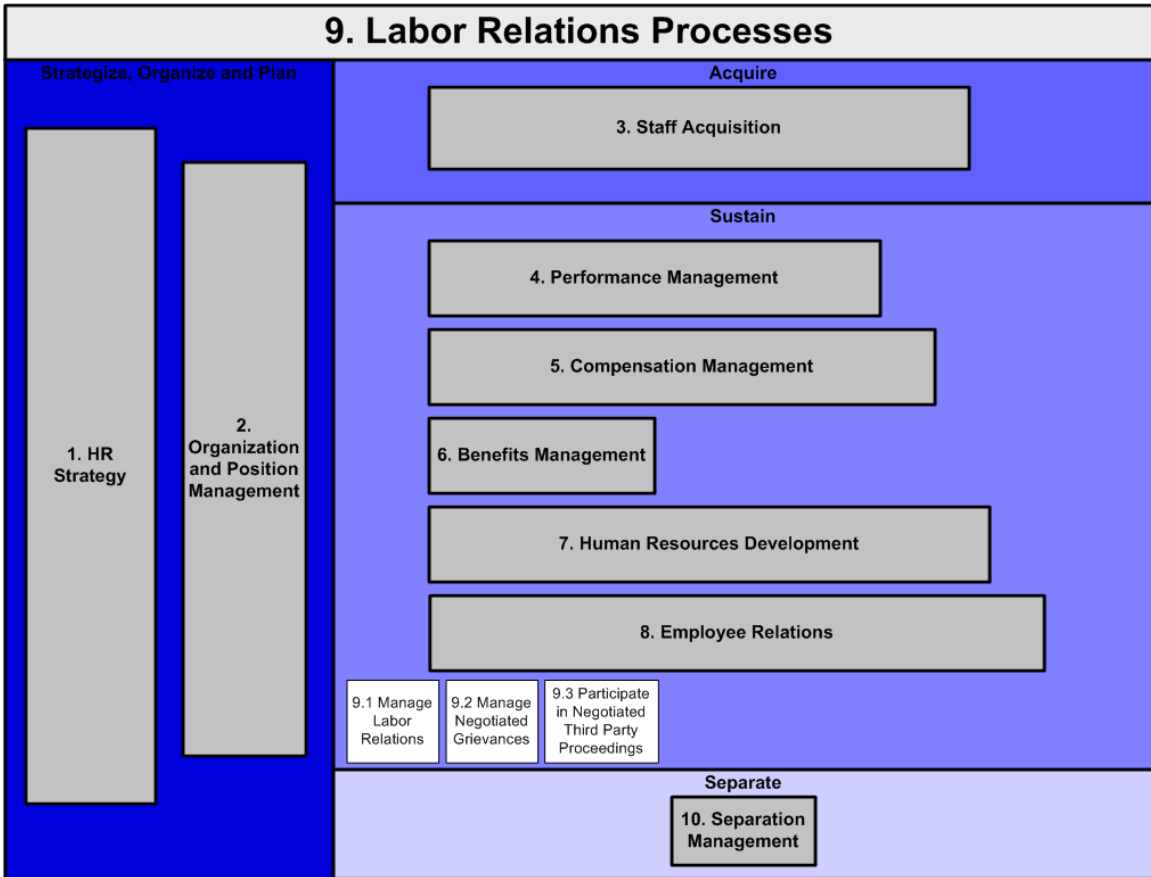 9. Labor Relations Processes
Strategize, Organize and Plan
1. HR
Strategy
2.
Organization
and Position
Management
Acquire
3. Staff Acquisition
Sustain
4. Performance Management
5. Compensation Management
6. Benefits Management
7. Human Resources Development
8. Employee Relations
9.1 Manage
Labor
Relations
9.2 Manage
Negotiated
Grievances
9.3 Participate
in Negotiated
Third Party
Proceedings
Separate
10. Separation
Management